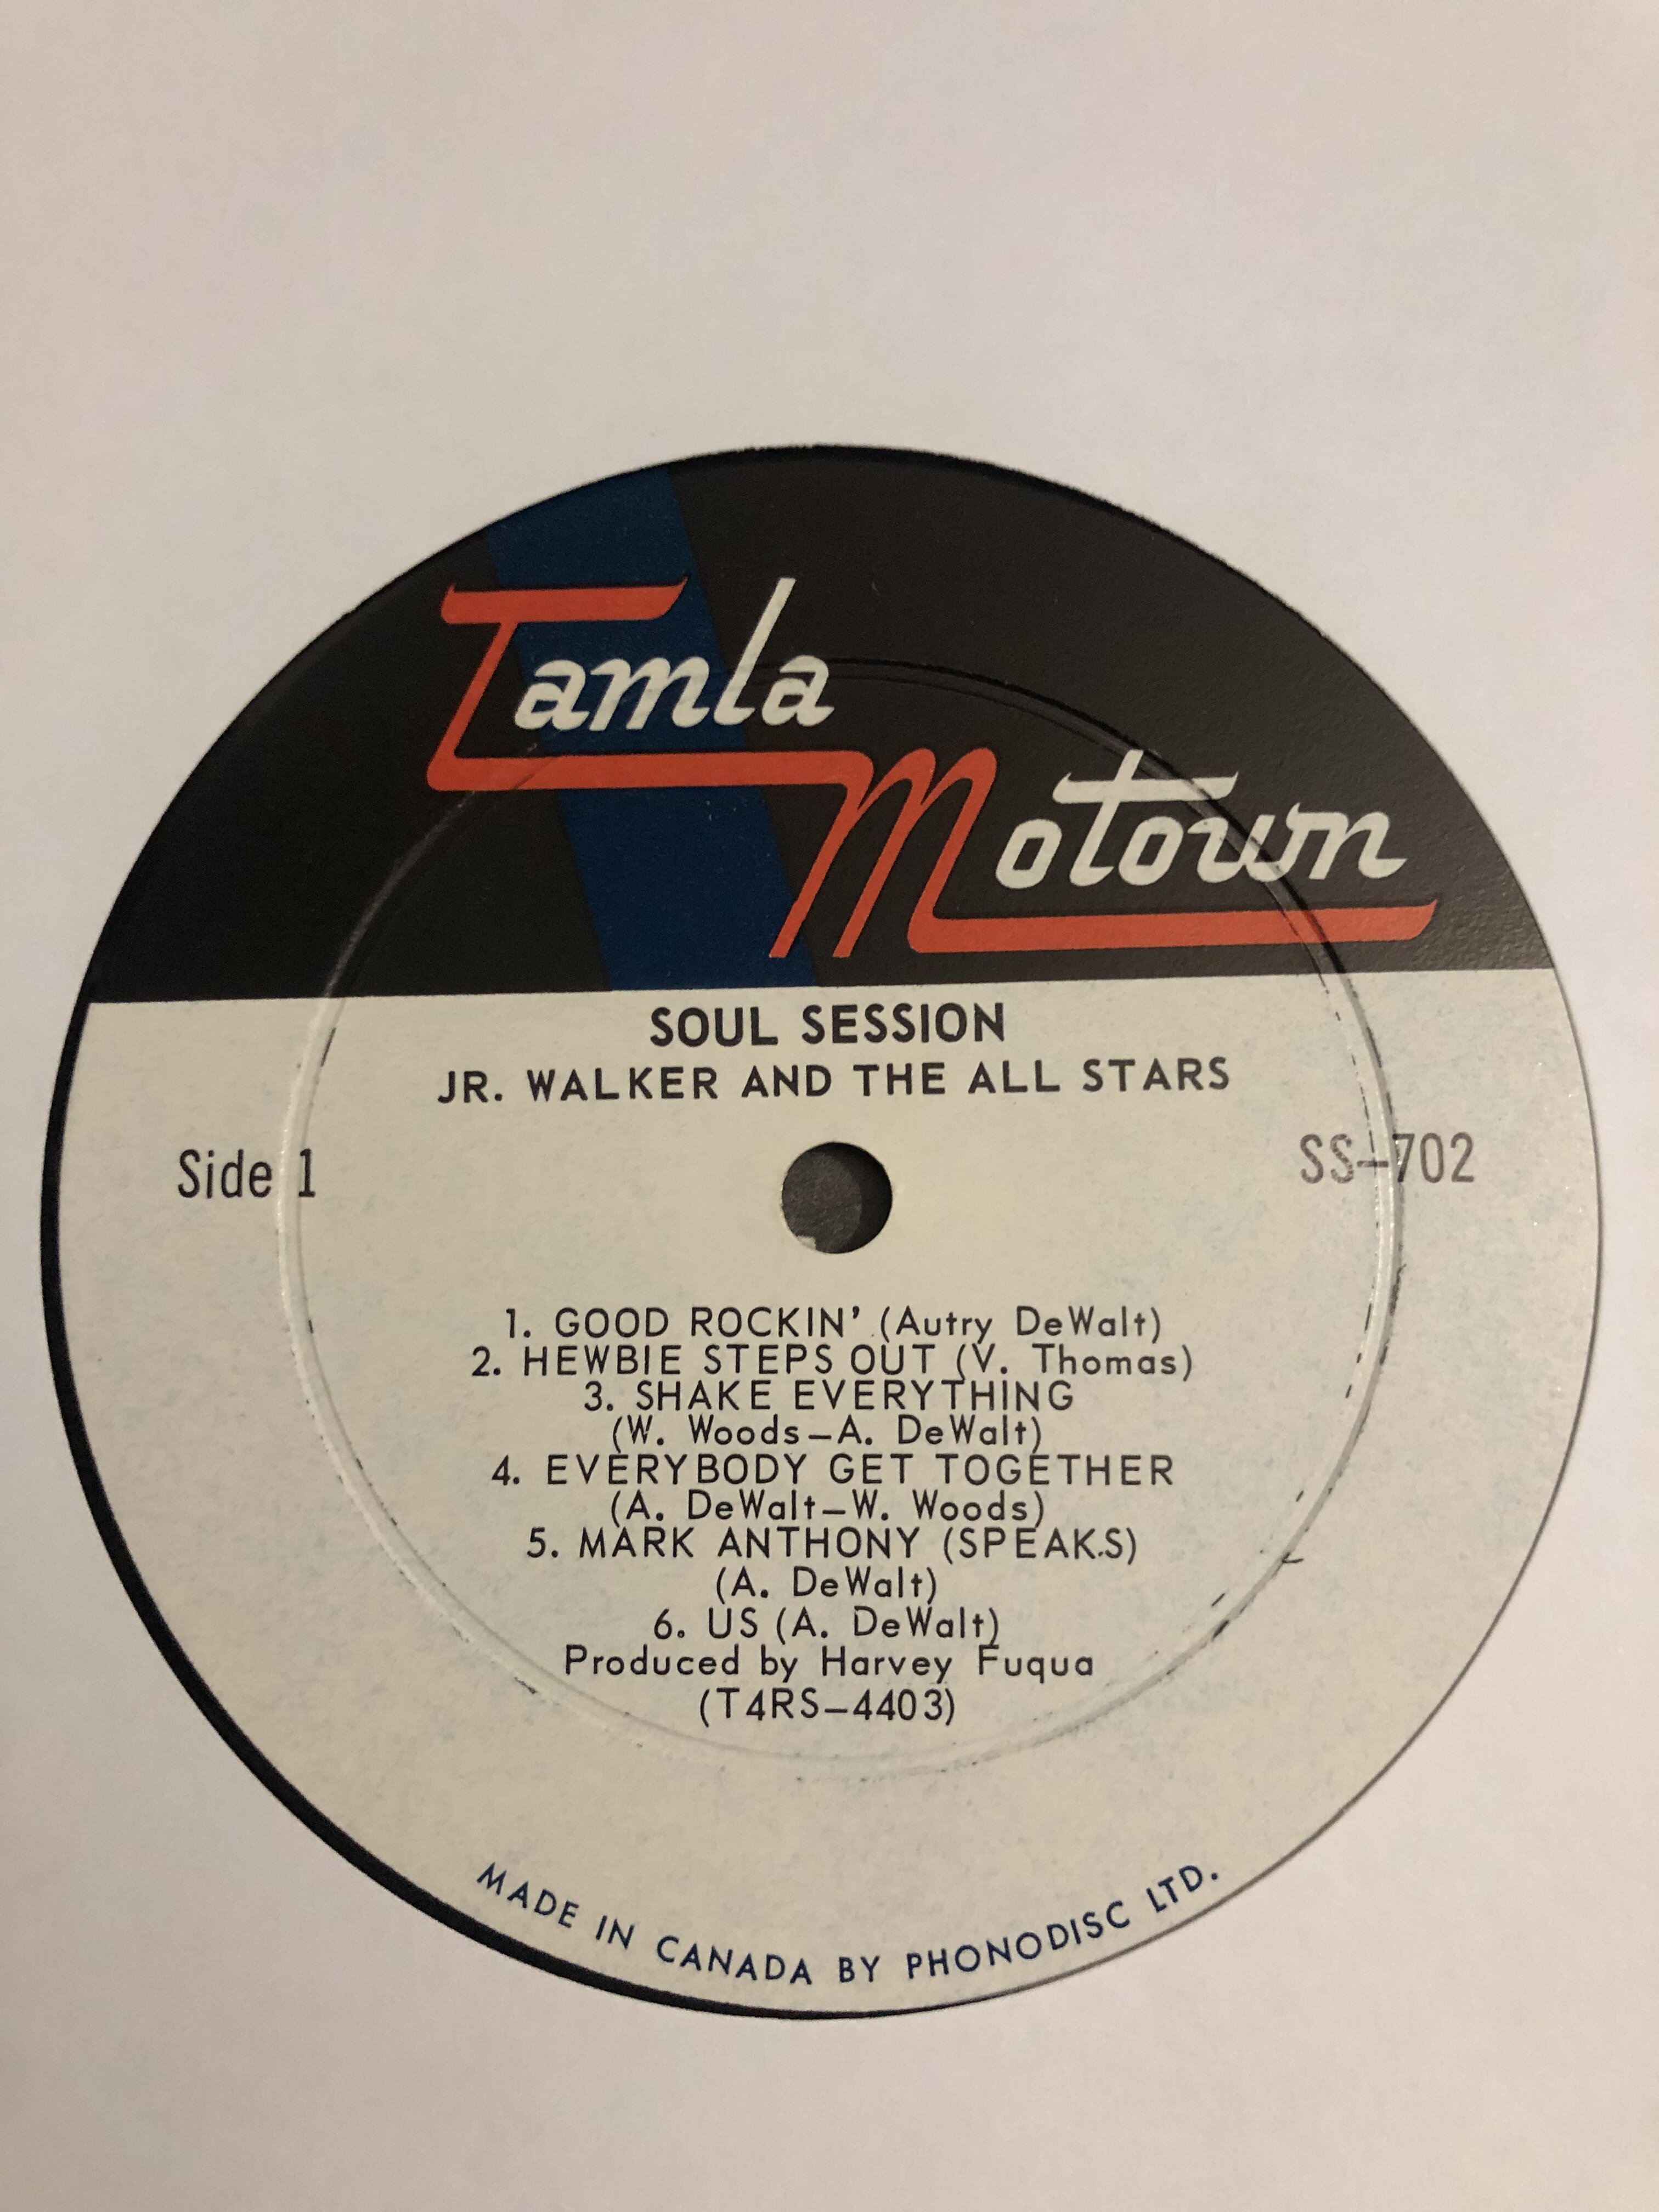 Tamla
Motown
SOUL SESSION
JR. WALKER AND THE ALL STARS
Side 1
SS-702
1. GOOD ROCKIN' (Autry DeWalt)
2. HEWBIE STEPS OUT (V. Thomas)
3. SHAKE EVERYTHING
(W. Woods-A. DeWalt)
4. EVERYBODY GET TOGETHER
(A. DeWalt-W. Woods)
5. MARK ANTHONY (SPEAKS)
(A. DeWalt)
6. US (A. DeWalt)
Produced by Harvey Fuqua
(T4RS-4403)
MADE IN CANADA BY PHONODISC LTD.